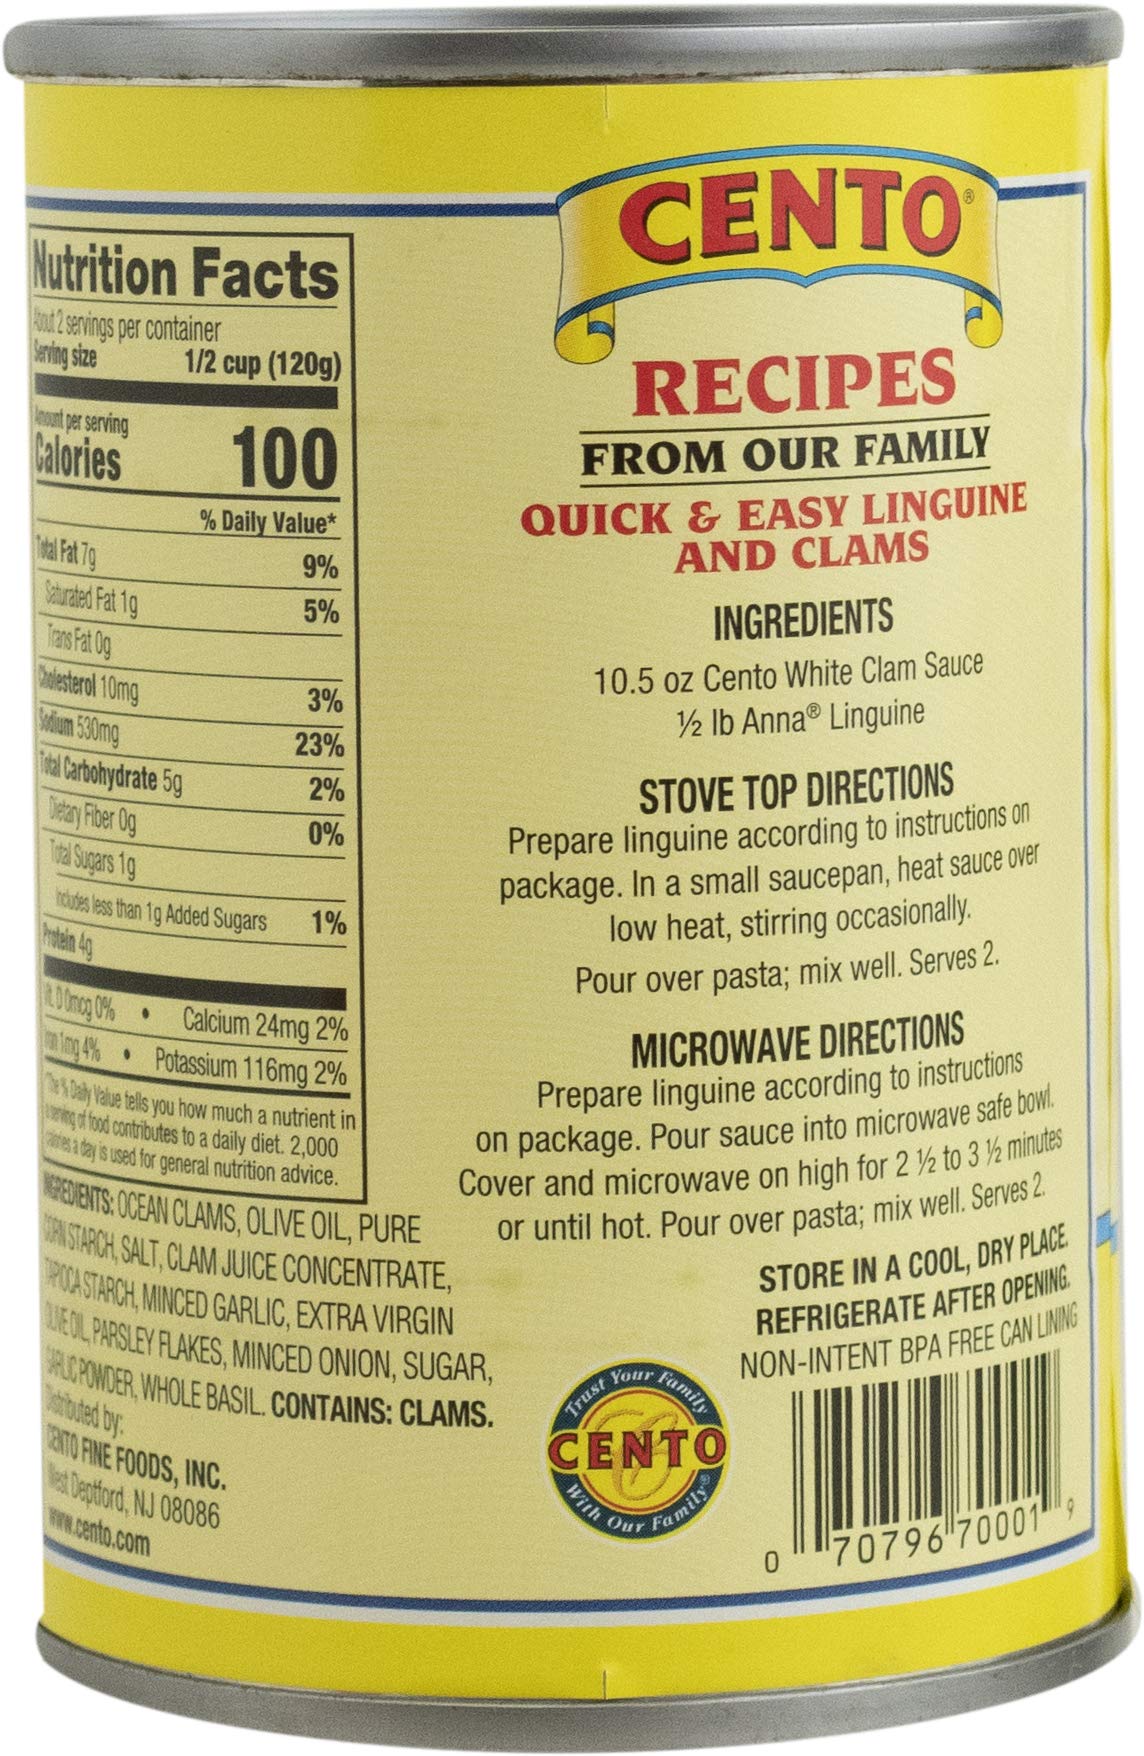 Nutrition Facts
About 2 servings per container
Serving size 1/2 cup (120g)
Amount per serving
Calories 100
% Daily Value*
Total Fat 7g 9%
Saturated Fat 1g 5%
Trans Fat 0g
Cholesterol 10mg 3%
Sodium 530mg 23%
Total Carbohydrate 5g 2%
Dietary Fiber 0g 0%
Total Sugars 1g
Includes less than 1g Added Sugars 1%
Protein 4g
Vit. D 0mcg 0% • Calcium 24mg 2%
Iron 1mg 4% • Potassium 116mg 2%
*The % Daily Value tells you how much a nutrient in
a serving of food contributes to a daily diet. 2,000
calories a day is used for general nutrition advice.
INGREDIENTS: OCEAN CLAMS, OLIVE OIL, PURE
CORN STARCH, SALT, CLAM JUICE CONCENTRATE,
TAPIOCA STARCH, MINCED GARLIC, EXTRA VIRGIN
OLIVE OIL, PARSLEY FLAKES, MINCED ONION, SUGAR,
GARLIC POWDER, WHOLE BASIL. CONTAINS: CLAMS.
Distributed by:
CENTO FINE FOODS, INC.
West Deptford, NJ 08086
www.cento.com
CENTO®
RECIPES
FROM OUR FAMILY
QUICK & EASY LINGUINE
AND CLAMS
INGREDIENTS
10.5 oz Cento White Clam Sauce
½ lb Anna® Linguine
STOVE TOP DIRECTIONS
Prepare linguine according to instructions on
package. In a small saucepan, heat sauce over
low heat, stirring occasionally.
Pour over pasta; mix well. Serves 2.
MICROWAVE DIRECTIONS
Prepare linguine according to instructions
on package. Pour sauce into microwave safe bowl.
Cover and microwave on high for 2 ½ to 3 ½ minutes
or until hot. Pour over pasta; mix well. Serves 2.
STORE IN A COOL, DRY PLACE.
REFRIGERATE AFTER OPENING.
NON-INTENT BPA FREE CAN LINING
Trust Your Family
CENTO
With Our Family®
0 70796 70001 9